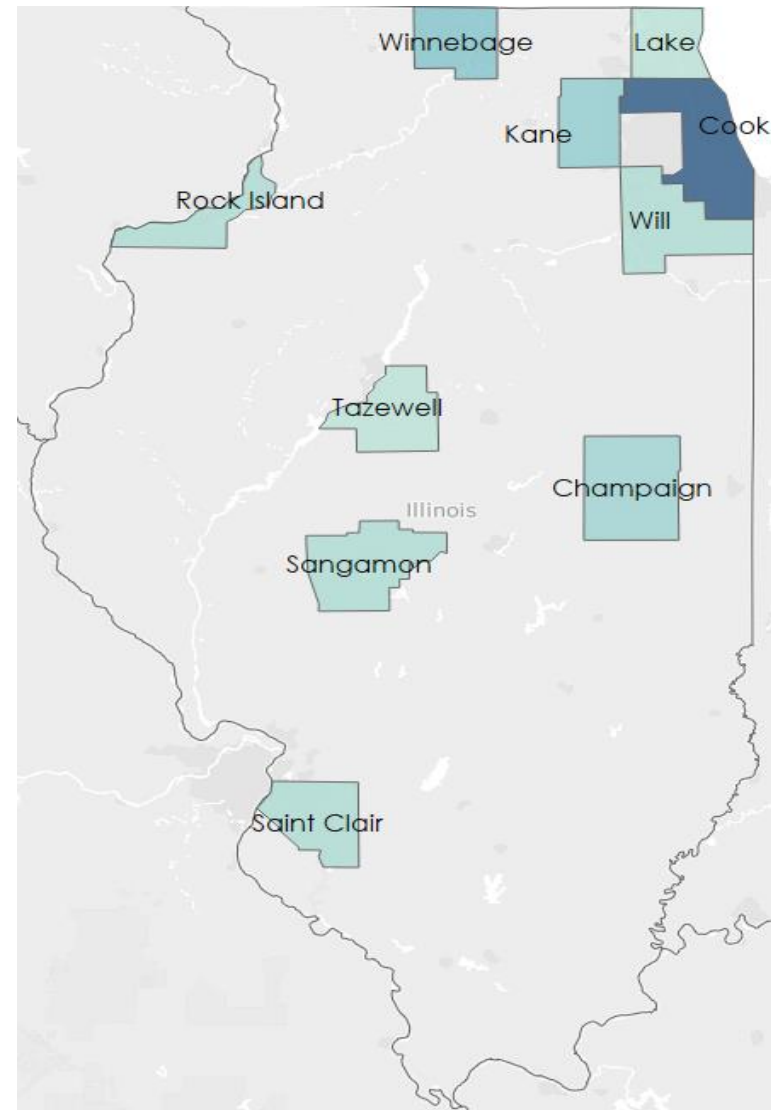 Winnebage
Lake
Cook
Kane
Rock Island
Will
Tazewell
Champaign
Illinois
Sangamon
Saint Clair